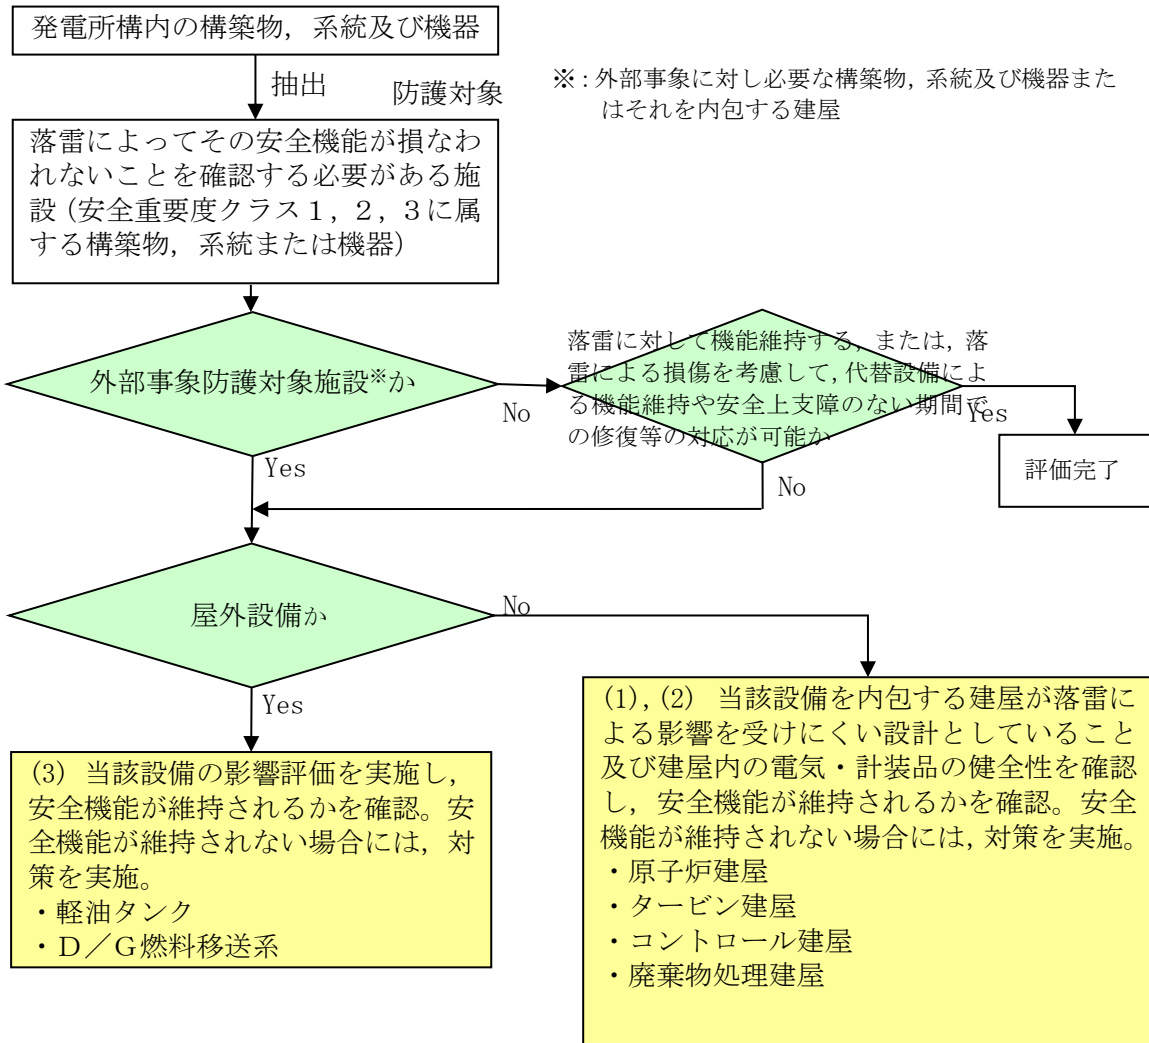 発電所構内の構築物，系統及び機器
抽出
防護対象
※：外部事象に対し必要な構築物，系統及び機器また
はそれを内包する建屋
落雷によってその安全機能が損なわ
れないことを確認する必要がある施
設（安全重要度クラス１，２，３に属
する構築物，系統または機器）
外部事象防護対象施設※か
No
落雷に対して機能維持する，または，落
雷による損傷を考慮して，代替設備によ
る機能維持や安全上支障のない期間で
の修復等の対応が可能か
Yes
評価完了
Yes
No
屋外設備か
No
Yes
(3) 当該設備の影響評価を実施し，
安全機能が維持されるかを確認。安
全機能が維持されない場合には，対
策を実施。
・軽油タンク
・Ｄ／Ｇ燃料移送系
(1),(2) 当該設備を内包する建屋が落雷に
よる影響を受けにくい設計としていること
及び建屋内の電気・計装品の健全性を確認
し，安全機能が維持されるかを確認。安全
機能が維持されない場合には，対策を実施。
・原子炉建屋
・タービン建屋
・コントロール建屋
・廃棄物処理建屋